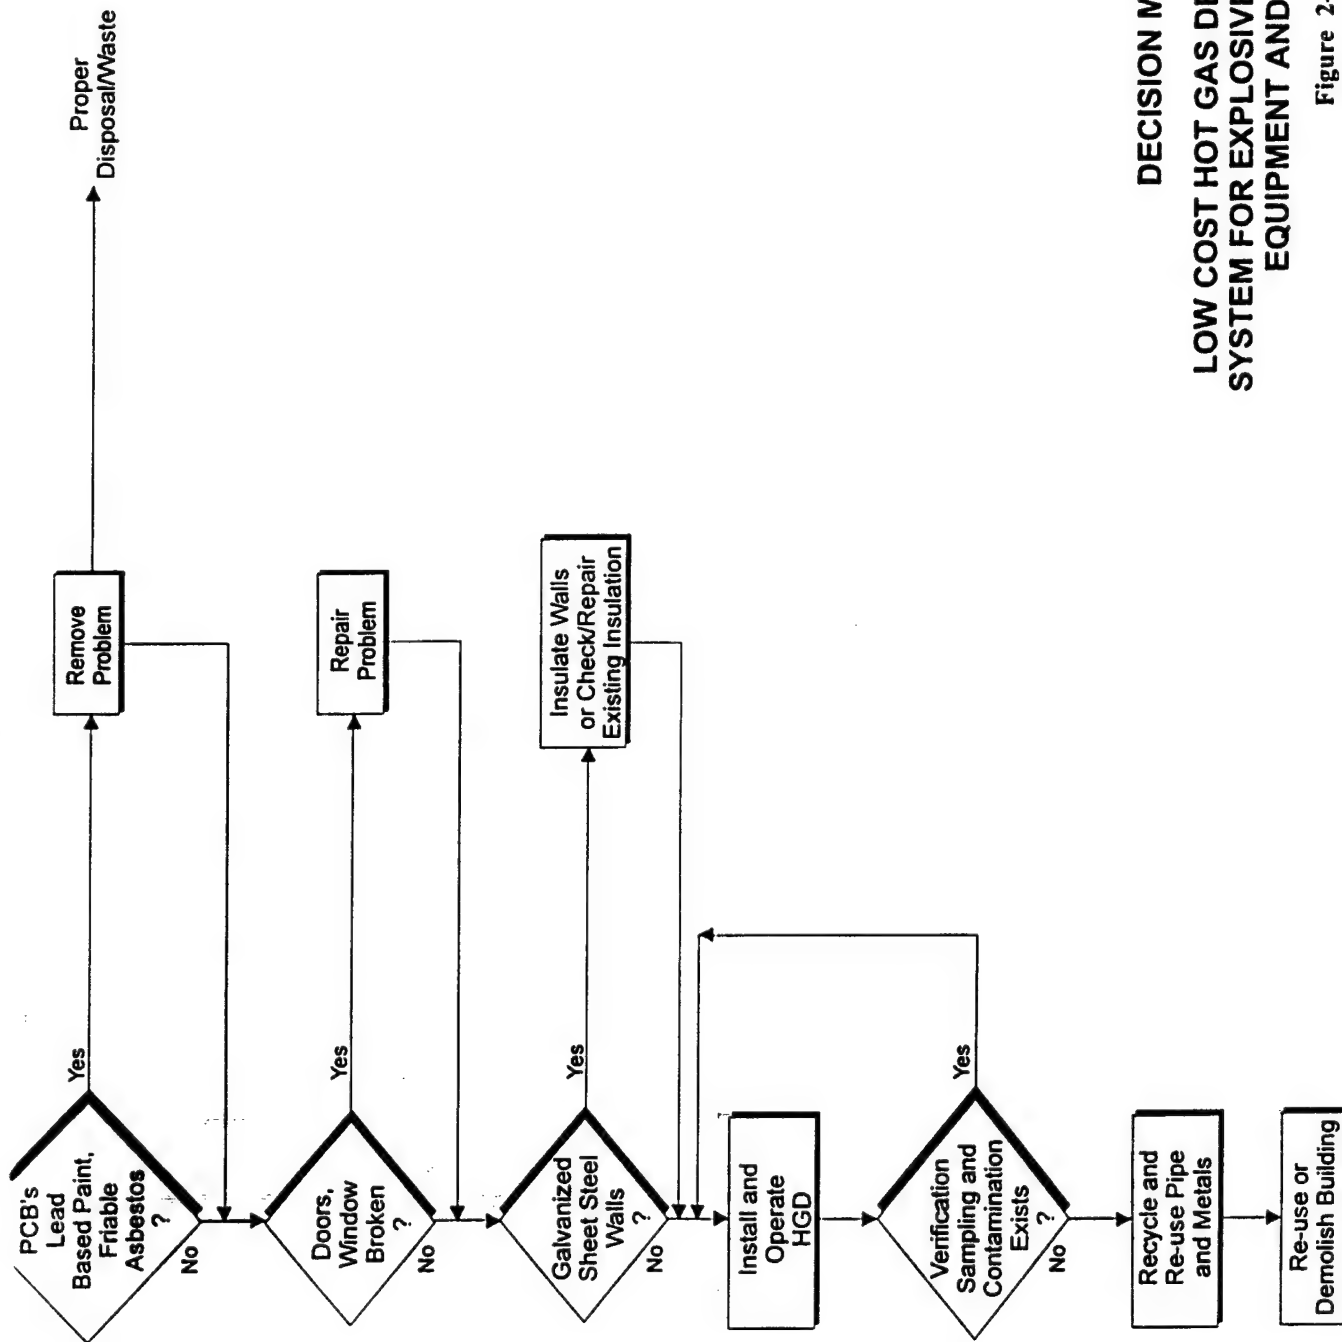 PCB's
Lead
Based Paint,
Friable
Asbestos
?
Yes
No
Remove
Problem
Proper
Disposal/Waste
Doors,
Window
Broken
?
Yes
No
Repair
Problem
Galvanized
Sheet Steel
Walls
?
Yes
No
Insulate Walls
or Check/Repair
Existing Insulation
Install and
Operate
HGD
Verification
Sampling and
Contamination
Exists
?
Yes
No
Recycle and
Re-use Pipe
and Metals
Re-use or
Demolish Building
DECISION M
LOW COST HOT GAS DE
SYSTEM FOR EXPLOSIVE
EQUIPMENT AND
Figure 2-